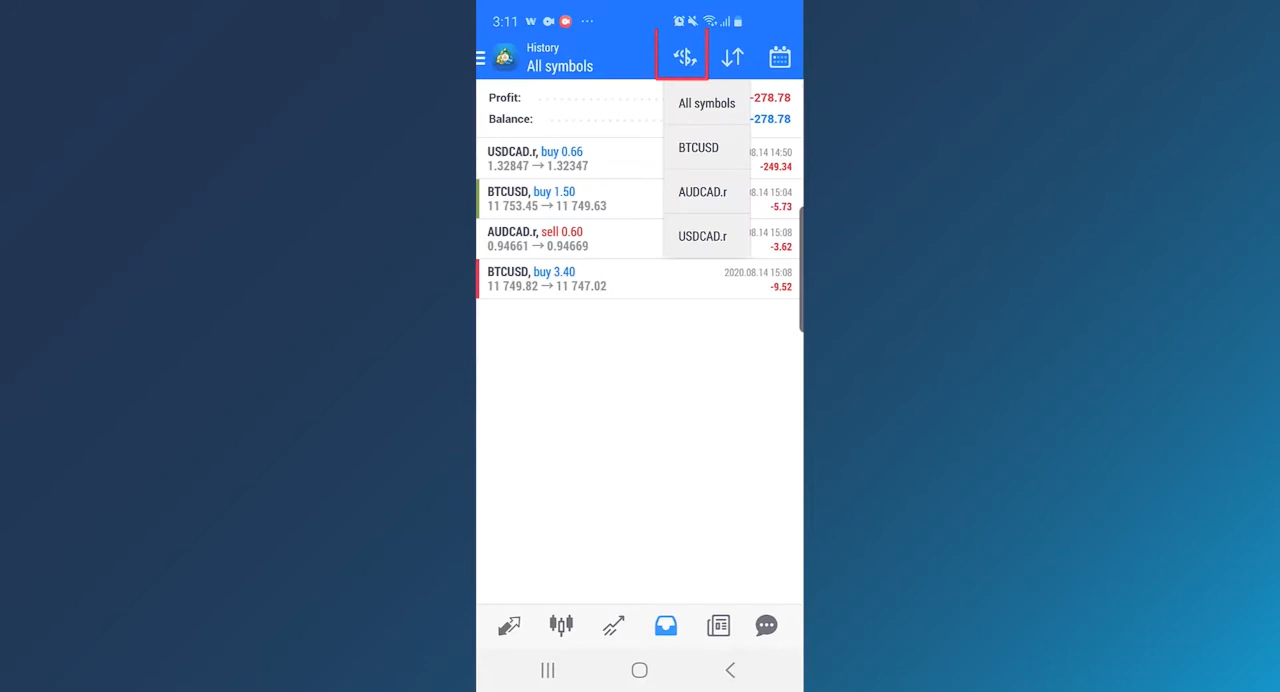 3:11 W ...
History
All symbols
Profit: -278.78
Balance: -278.78
All symbols
BTCUSD
AUDCAD.r
USDCAD.r
USDCAD.r, buy 0.66 08.14 14:50
1.32847 → 1.32347 -249.34
BTCUSD, buy 1.50 08.14 15:04
11 753.45 → 11 749.63 -5.73
AUDCAD.r, sell 0.60 08.14 15:08
0.94661 → 0.94669 -3.62
BTCUSD, buy 3.40 2020.08.14 15:08
11 749.82 → 11 747.02 -9.52